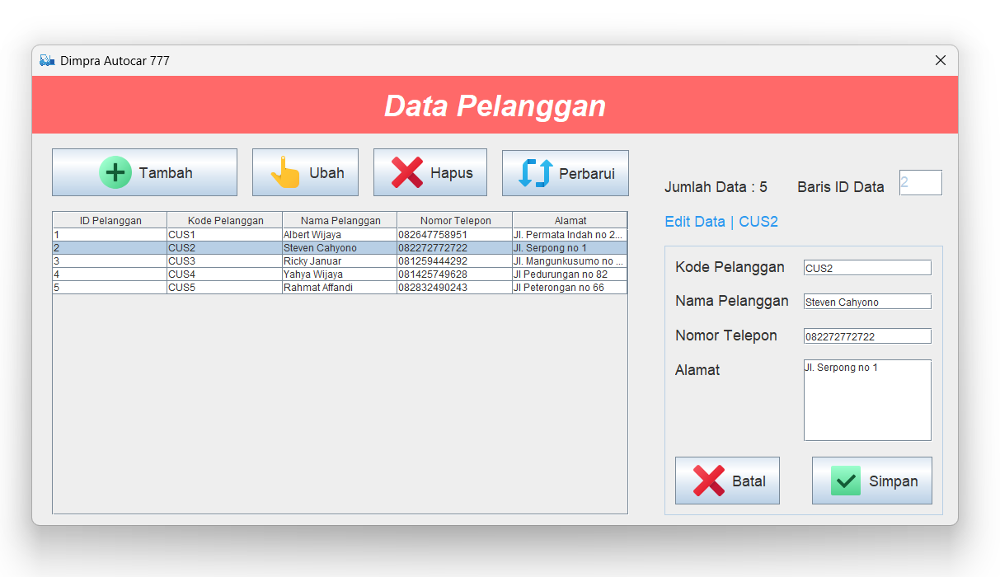 Dimpra Autocar 777
Data Pelanggan
Tambah
Ubah
Hapus
Perbarui
Jumlah Data : 5
Baris ID Data
2
Edit Data | CUS2
ID Pelanggan Kode Pelanggan Nama Pelanggan Nomor Telepon Alamat
1 CUS1 Albert Wijaya 082647758951 Jl. Permata Indah no 2...
2 CUS2 Steven Cahyono 082272772722 Jl. Serpong no 1
3 CUS3 Ricky Januar 081259444292 Jl. Mangunkusumo no ...
4 CUS4 Yahya Wijaya 081425749628 Jl Pedurungan no 82
5 CUS5 Rahmat Affandi 082832490243 Jl Peterongan no 66
Kode Pelanggan CUS2
Nama Pelanggan Steven Cahyono
Nomor Telepon 082272772722
Alamat Jl. Serpong no 1
Batal
Simpan